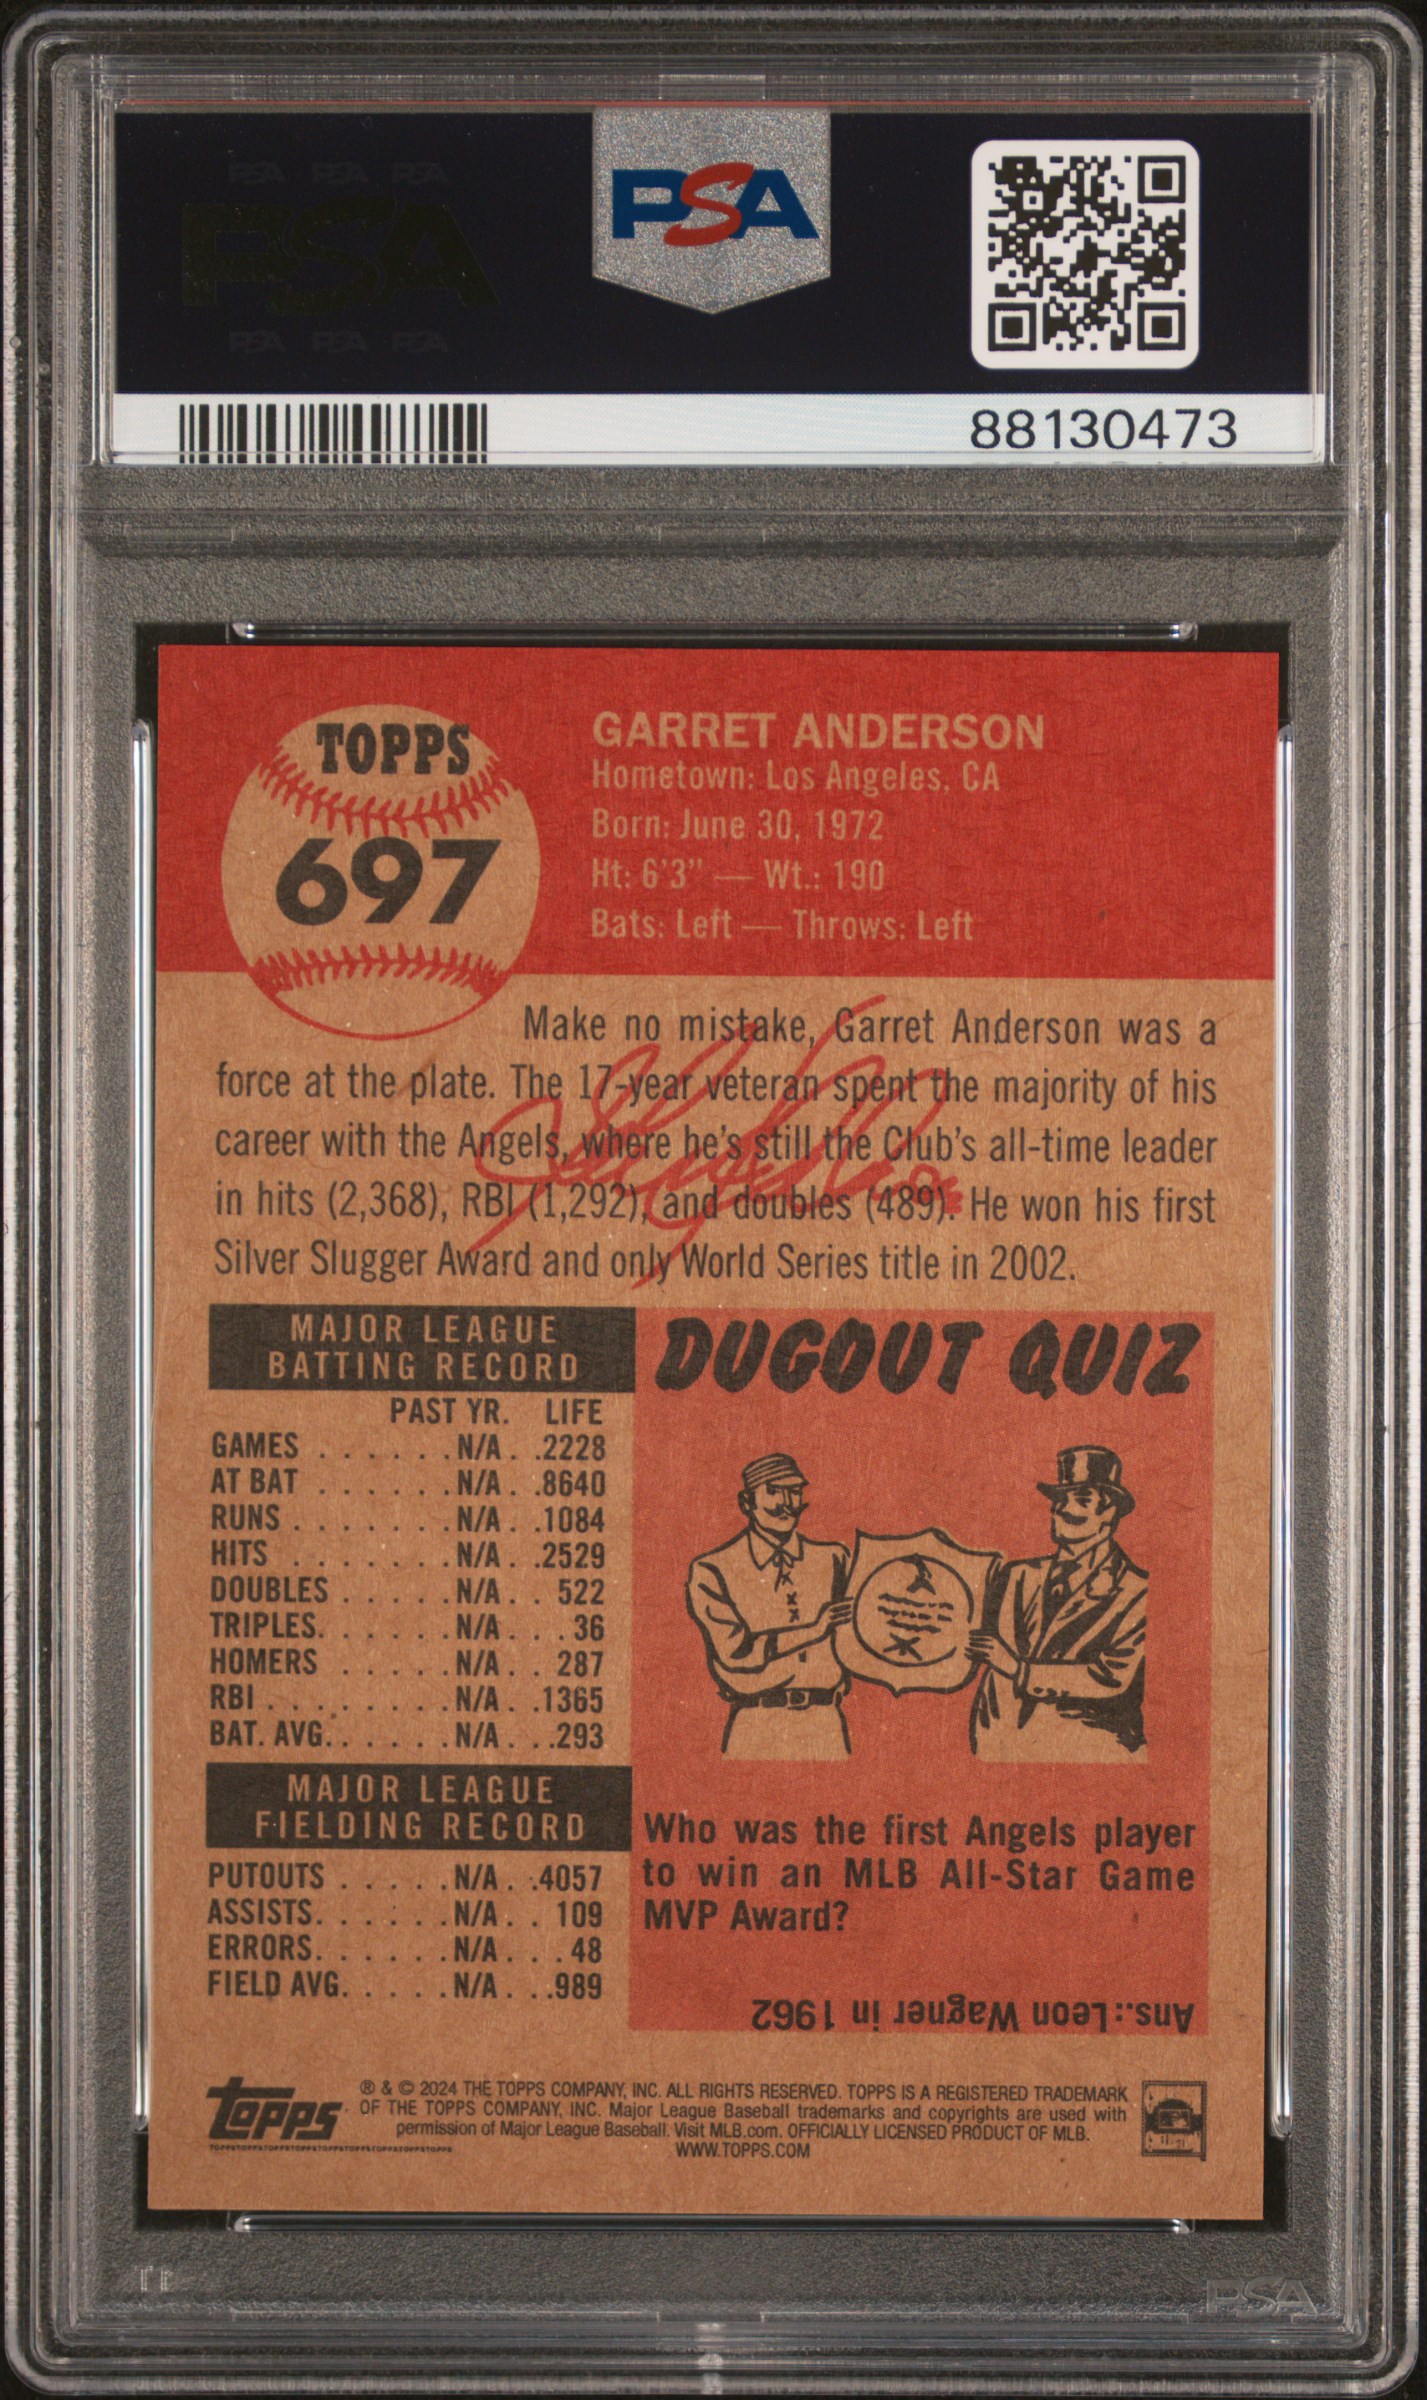 PSA PSA PSA
PSA
PSA PSA PSA
PSA
88130473
TOPPS
697
GARRET ANDERSON
Hometown: Los Angeles, CA
Born: June 30, 1972
Ht: 6'3" — Wt.: 190
Bats: Left — Throws: Left
Make no mistake, Garret Anderson was a
force at the plate. The 17-year veteran spent the majority of his
career with the Angels, where he's still the Club's all-time leader
in hits (2,368), RBI (1,292), and doubles (489). He won his first
Silver Slugger Award and only World Series title in 2002.
MAJOR LEAGUE
BATTING RECORD
PAST YR. LIFE
GAMES . . . . . . N/A . .2228
AT BAT . . . . . . N/A . .8640
RUNS . . . . . . . N/A . .1084
HITS . . . . . . . N/A . .2529
DOUBLES . . . . . N/A . . 522
TRIPLES. . . . . . N/A . . . 36
HOMERS . . . . . N/A . . 287
RBI . . . . . . . . N/A . .1365
BAT. AVG. . . . . . N/A . . .293
MAJOR LEAGUE
FIELDING RECORD
PUTOUTS . . . . . N/A . .4057
ASSISTS. . . . . . N/A . . 109
ERRORS. . . . . . N/A . . . 48
FIELD AVG. . . . . N/A . . .989
DUGOUT QUIZ
Who was the first Angels player
to win an MLB All-Star Game
MVP Award?
Ans.: Leon Wagner in 1962
topps
® & © 2024 THE TOPPS COMPANY, INC. ALL RIGHTS RESERVED. TOPPS IS A REGISTERED TRADEMARK
OF THE TOPPS COMPANY, INC. Major League Baseball trademarks and copyrights are used with
permission of Major League Baseball. Visit MLB.com. OFFICIALLY LICENSED PRODUCT OF MLB.
WWW.TOPPS.COM
PSA